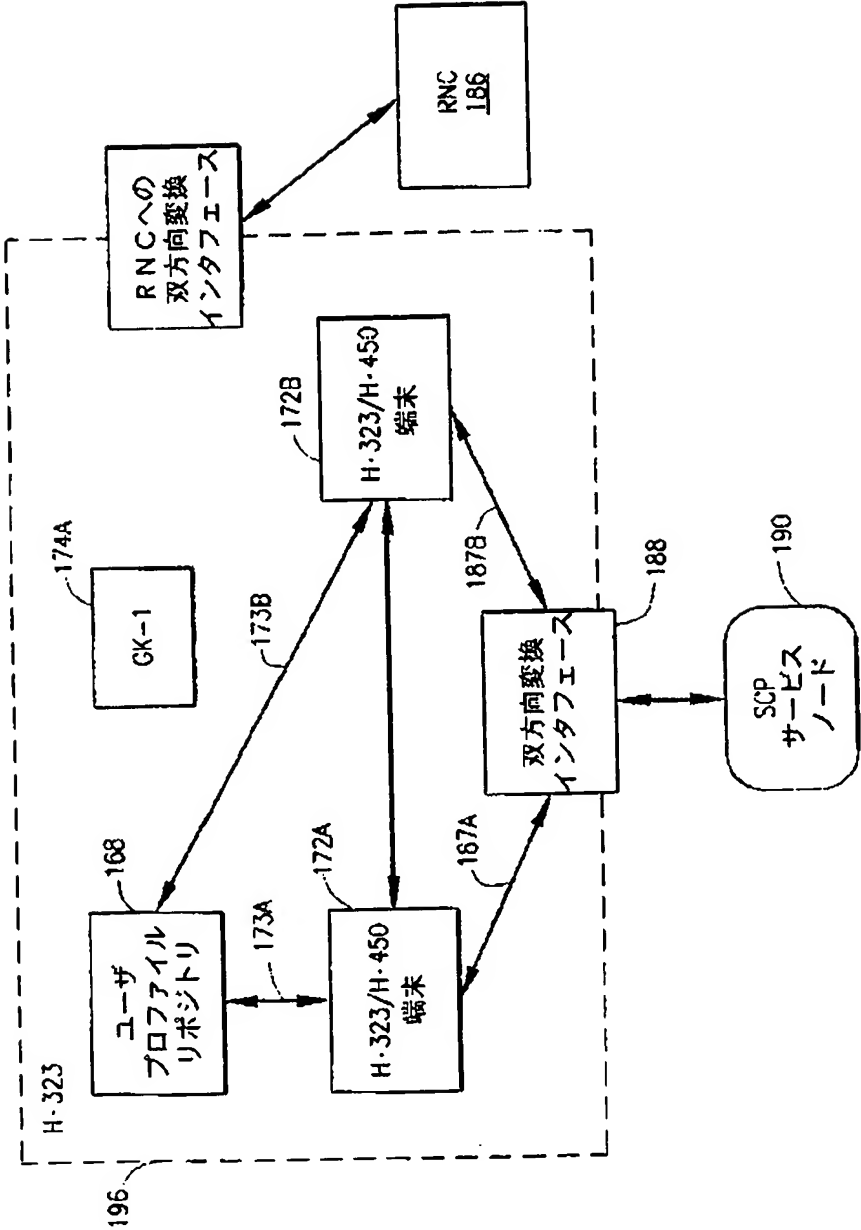 196
H・323
ユーザ
プロファイル
リポジトリ
168
173A
172A
H・323/H・450
端末
167A
174A
GK-1
173B
172B
H・323/H・450
端末
187B
双方向変換
インタフェース
188
SCP
サービス
ノード
190
RNCへの
双方向変換
インタフェース
RNC
186